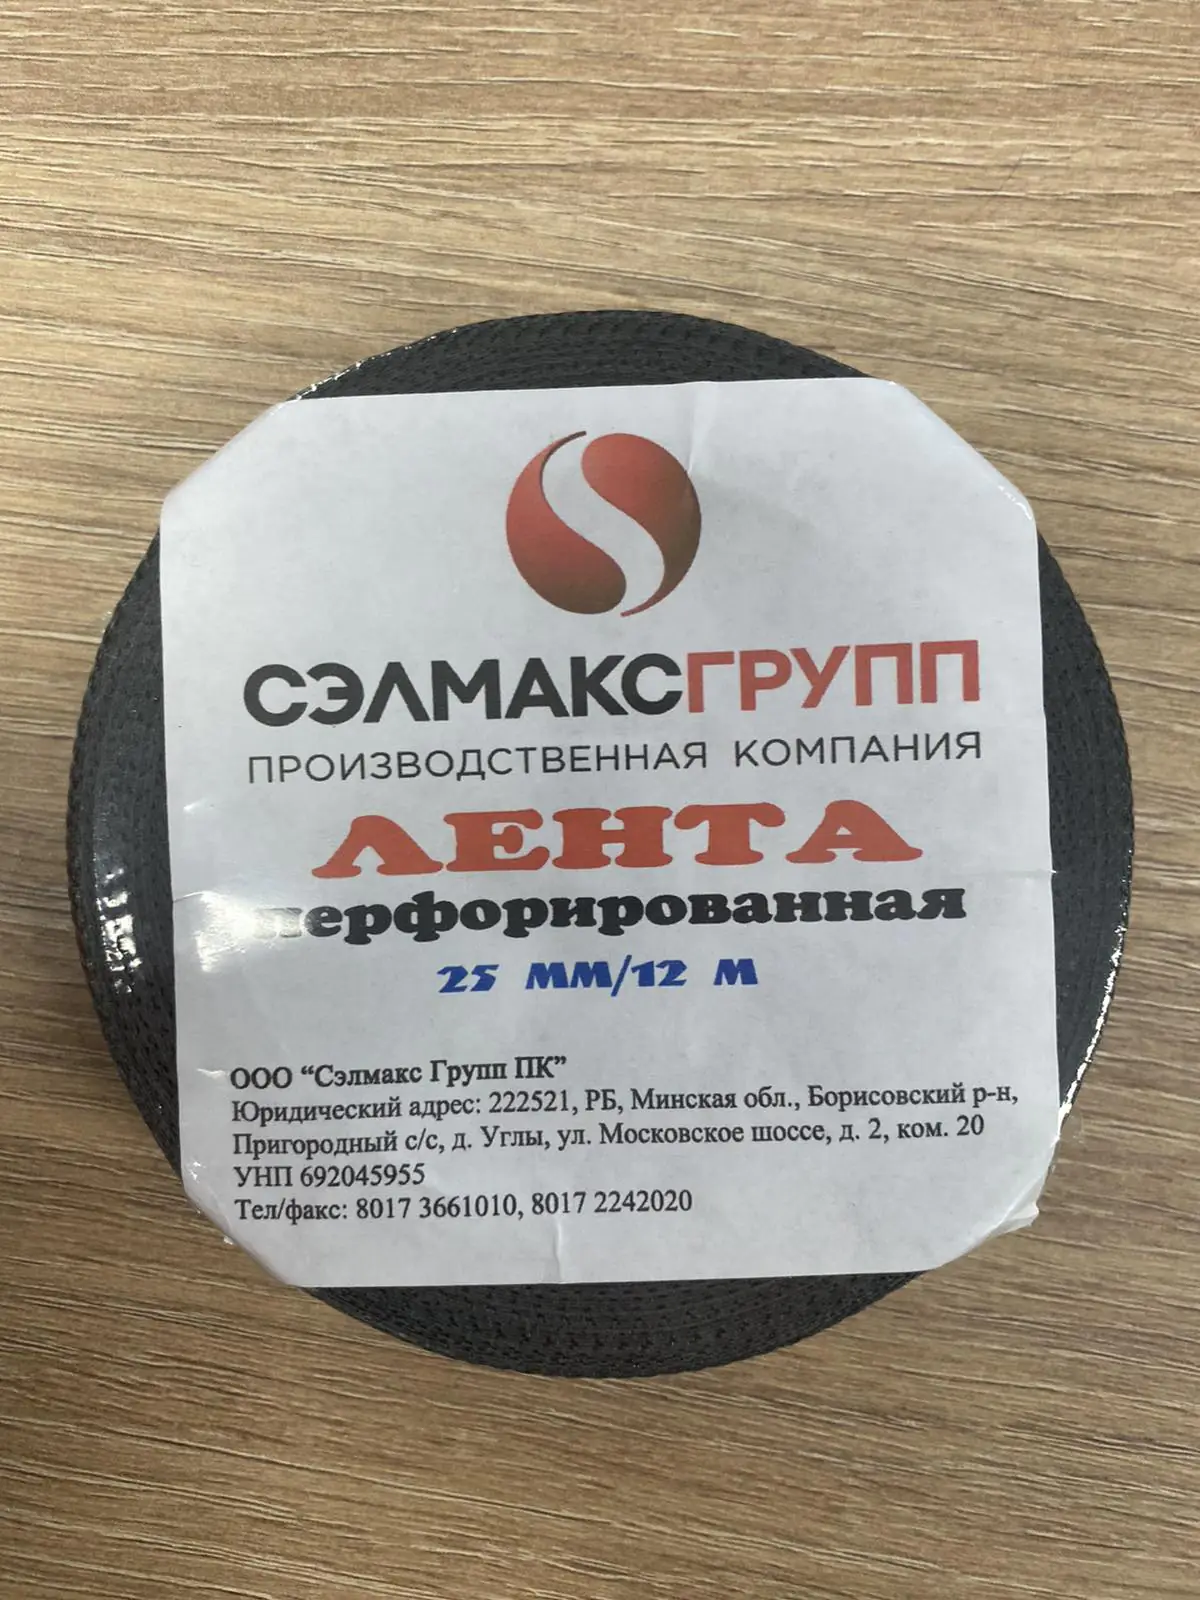 СЭЛМАКСГРУПП
ПРОИЗВОДСТВЕННАЯ КОМПАНИЯ
ЛЕНТА
перфорированная
25 мм/12 м
ООО “Сэлмакс Групп ПК”
Юридический адрес: 222521, РБ, Минская обл., Борисовский р-н,
Пригородный с/с, д. Углы, ул. Московское шоссе, д. 2, ком. 20
УНП 692045955
Тел/факс: 8017 3661010, 8017 2242020